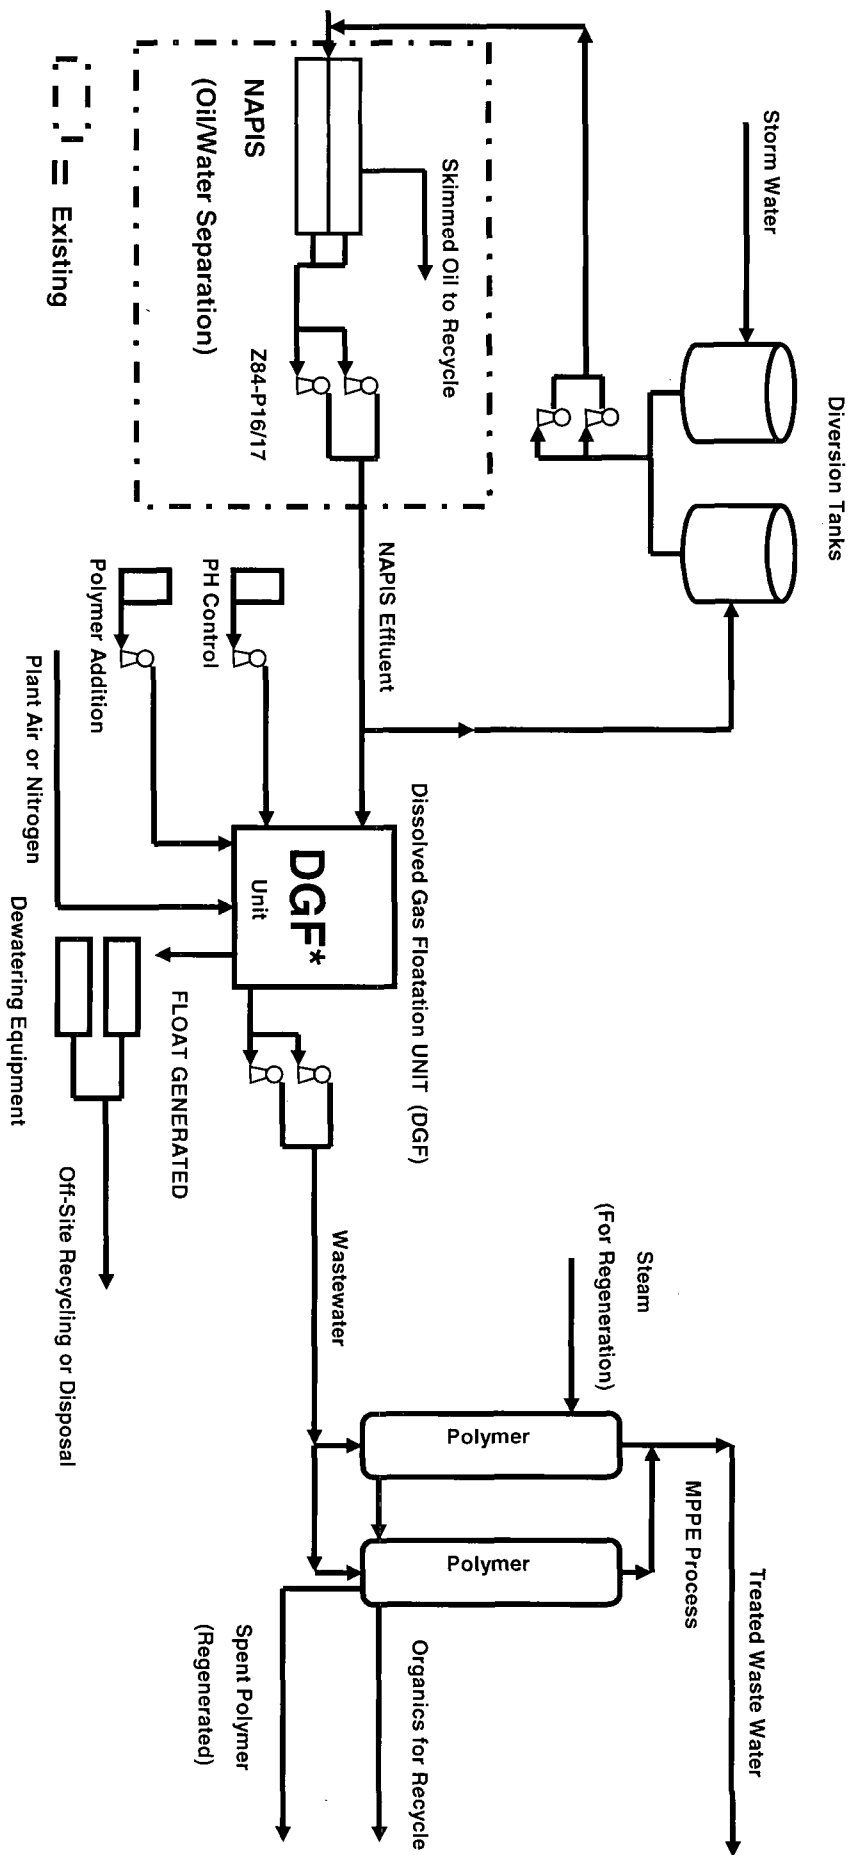 Diversion Tanks
Storm Water
Skimmed Oil to Recycle
NAPIS
(Oil/Water Separation)
Z84-P16/17
= Existing
NAPIS Effluent
PH Control
Polymer Addition
Plant Air or Nitrogen
Dissolved Gas Floatation UNIT (DGF)
DGF*
Unit
FLOAT GENERATED
Dewatering Equipment
Off-Site Recycling or Disposal
Wastewater
Steam
(For Regeneration)
Polymer
Polymer
MPPE Process
Treated Waste Water
Organics for Recycle
Spent Polymer
(Regenerated)